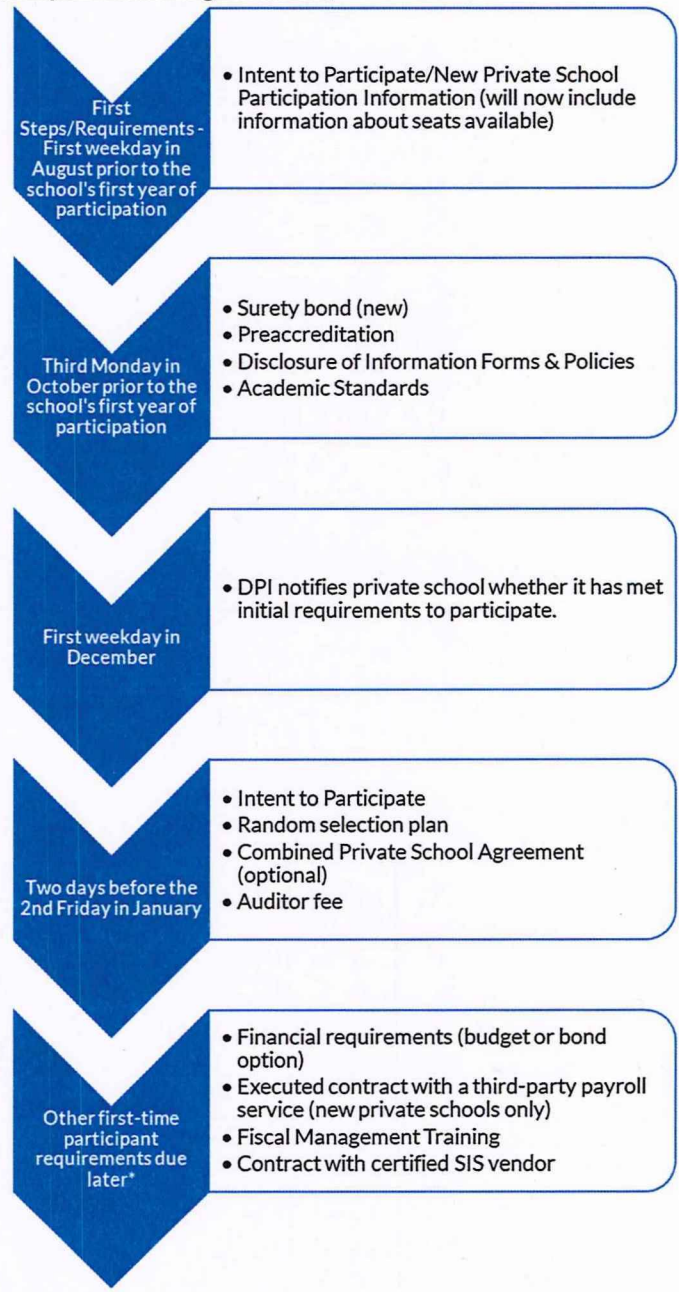 First
Steps/Requirements -
First weekday in
August prior to the
school's first year of
participation
• Intent to Participate/New Private School
Participation Information (will now include
information about seats available)
Third Monday in
October prior to the
school's first year of
participation
• Surety bond (new)
• Preaccreditation
• Disclosure of Information Forms & Policies
• Academic Standards
First weekday in
December
• DPI notifies private school whether it has met
initial requirements to participate.
Two days before the
2nd Friday in January
• Intent to Participate
• Random selection plan
• Combined Private School Agreement
(optional)
• Auditor fee
Other first-time
participant
requirements due
later*
• Financial requirements (budget or bond
option)
• Executed contract with a third-party payroll
service (new private schools only)
• Fiscal Management Training
• Contract with certified SIS vendor